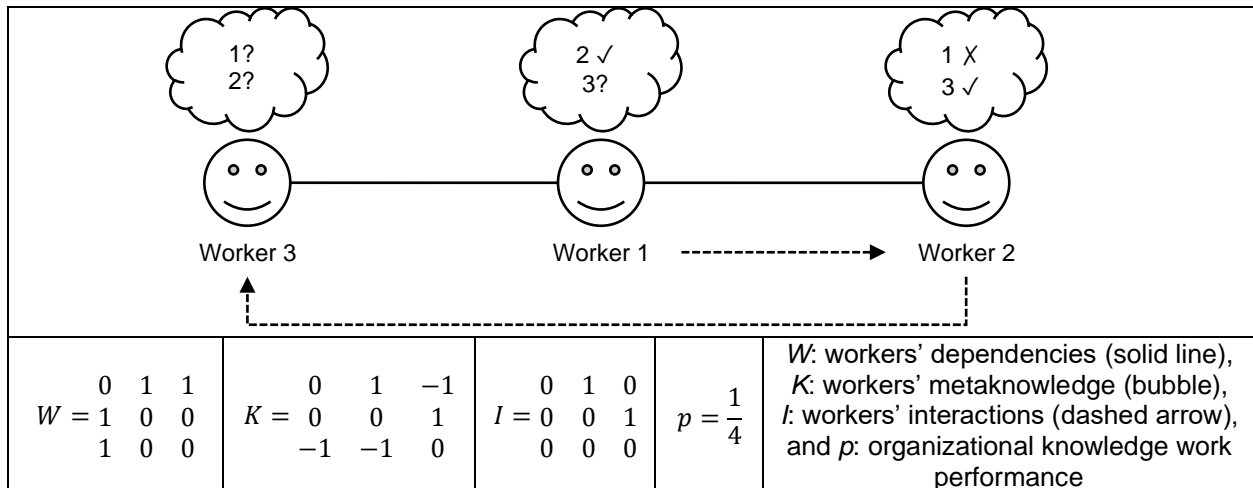 1?
2?
2 ✓
3?
1 ✗
3 ✓
Worker 3
Worker 1
Worker 2
0 1 1
W = 1 0 0
1 0 0
0 1 −1
K = 0 0 1
−1 −1 0
0 1 0
I = 0 0 1
0 0 0
p = 1/4
W: workers’ dependencies (solid line),
K: workers’ metaknowledge (bubble),
I: workers’ interactions (dashed arrow),
and p: organizational knowledge work
performance